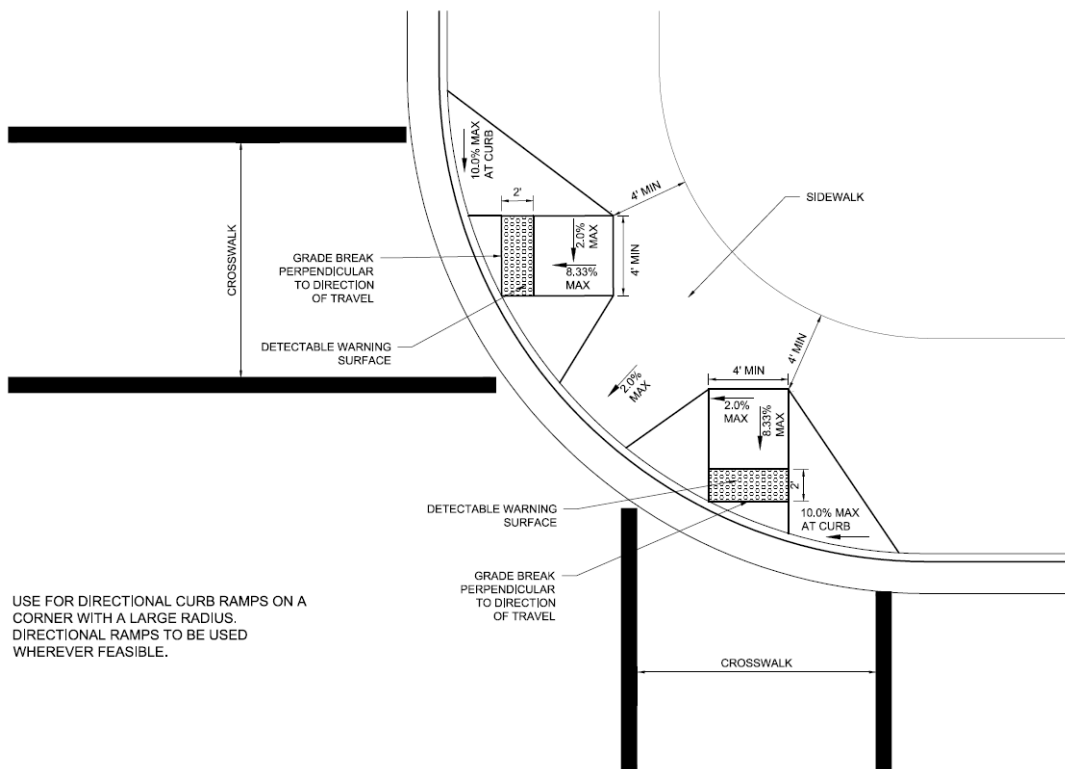 10.0% MAX
AT CURB
2'
4' MIN
SIDEWALK
CROSSWALK
2.0%
MAX
4' MIN
8.33%
MAX
GRADE BREAK
PERPENDICULAR
TO DIRECTION
OF TRAVEL
DETECTABLE WARNING
SURFACE
4' MIN
2.0%
MAX
4' MIN
2.0%
MAX
8.33%
MAX
2'
DETECTABLE WARNING
SURFACE
10.0% MAX
AT CURB
GRADE BREAK
PERPENDICULAR
TO DIRECTION
OF TRAVEL
USE FOR DIRECTIONAL CURB RAMPS ON A
CORNER WITH A LARGE RADIUS.
DIRECTIONAL RAMPS TO BE USED
WHEREVER FEASIBLE.
CROSSWALK